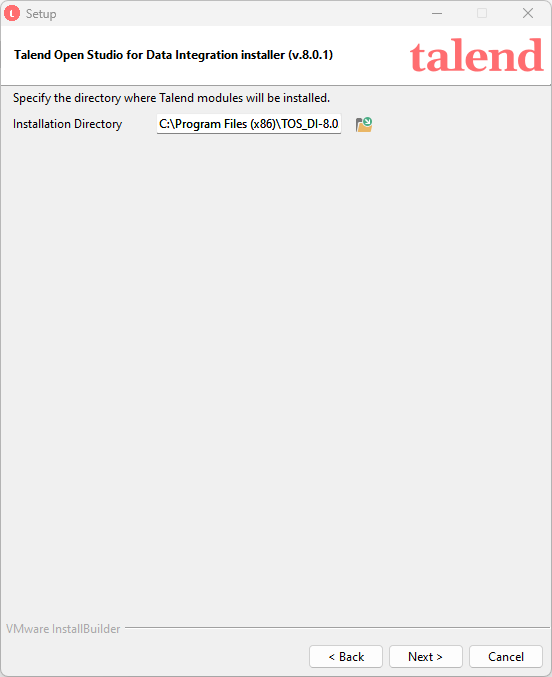 Setup
Talend Open Studio for Data Integration installer (v.8.0.1)
talend
Specify the directory where Talend modules will be installed.
Installation Directory C:\Program Files (x86)\TOS_DI-8.0
VMware InstallBuilder
< Back Next > Cancel